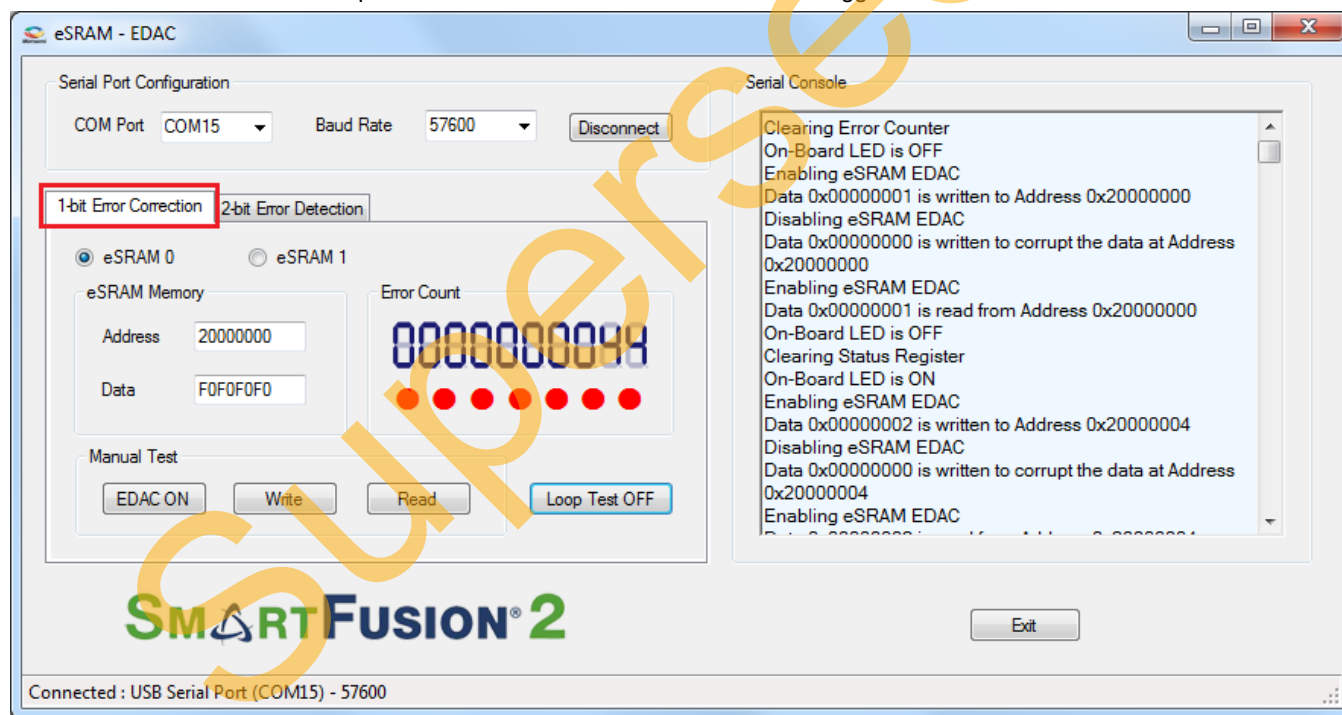 eSRAM - EDAC
Serial Port Configuration
COM Port COM15 Baud Rate 57600 Disconnect
1-bit Error Correction 2-bit Error Detection
eSRAM 0 eSRAM 1
eSRAM Memory
Address 20000000
Data F0F0F0F0
Error Count
0000000044
Manual Test
EDAC ON Write Read Loop Test OFF
Serial Console
Clearing Error Counter
On-Board LED is OFF
Enabling eSRAM EDAC
Data 0x00000001 is written to Address 0x20000000
Disabling eSRAM EDAC
Data 0x00000000 is written to corrupt the data at Address
0x20000000
Enabling eSRAM EDAC
Data 0x00000001 is read from Address 0x20000000
On-Board LED is OFF
Clearing Status Register
On-Board LED is ON
Enabling eSRAM EDAC
Data 0x00000002 is written to Address 0x20000004
Disabling eSRAM EDAC
Data 0x00000000 is written to corrupt the data at Address
0x20000004
Enabling eSRAM EDAC
SMARTFUSION® 2
Exit
Connected : USB Serial Port (COM15) - 57600
Superse